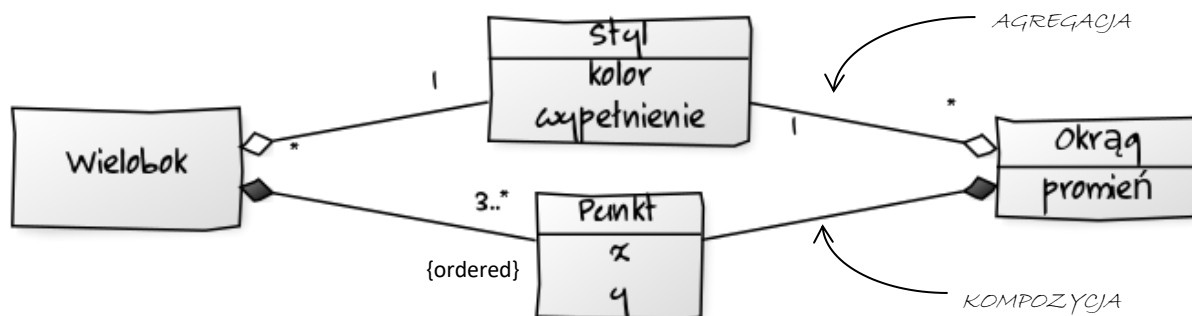 AGREGACJA
Styl
kolor
wypełnienie
1
*
1
*
Wielobok
Okrąg
promień
3..*
{ordered}
Punkt
x
y
KOMPOZYCJA